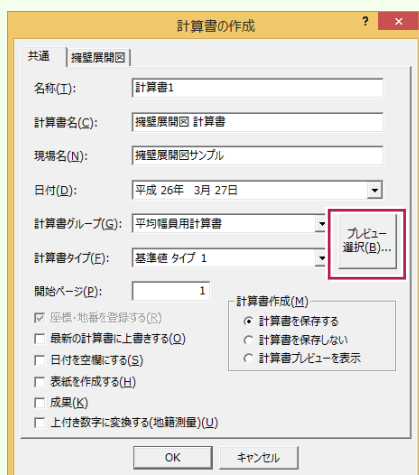 計算書の作成
? ×
共通 擁壁展開図
名称(T): 計算書1
計算書名(C): 擁壁展開図 計算書
現場名(N): 擁壁展開図サンプル
日付(D): 平成 26年 3月 27日
計算書グループ(G): 平均幅員用計算書
計算書タイプ(F): 基準値 タイプ 1
プレビュー
選択(B)...
開始ページ(P): 1
座標・地番を登録する(R)
最新の計算書に上書きする(O)
日付を空欄にする(S)
表紙を作成する(H)
成果(K)
上付き数字に変換する(地籍測量)(U)
計算書作成(M)
計算書を保存する
計算書を保存しない
計算書プレビューを表示
OK キャンセル